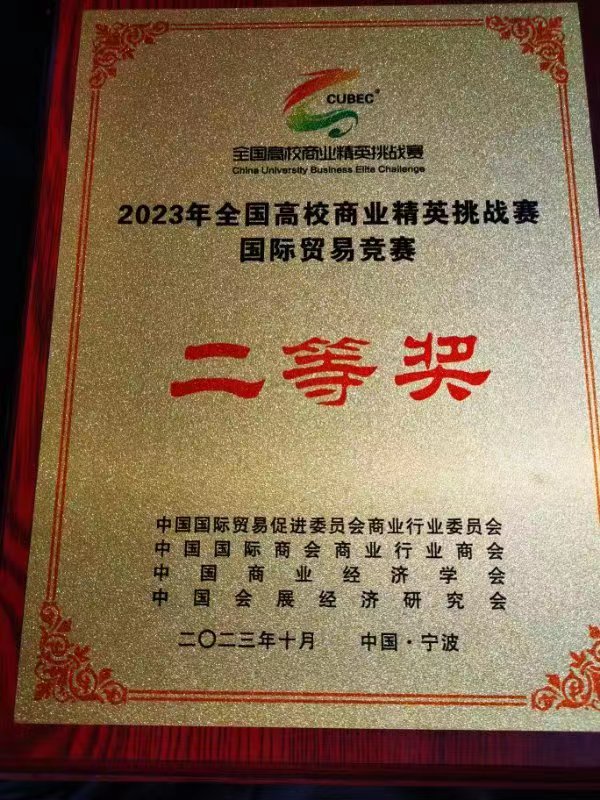 CUBEC®
全国高校商业精英挑战赛
China University Business Elite Challenge
2023年全国高校商业精英挑战赛
国际贸易竞赛
二等奖
中国国际贸易促进委员会商业行业委员会
中国国际商会商业行业商会
中国商业经济学会
中国会展经济研究会
二〇二三年十月 中国·宁波